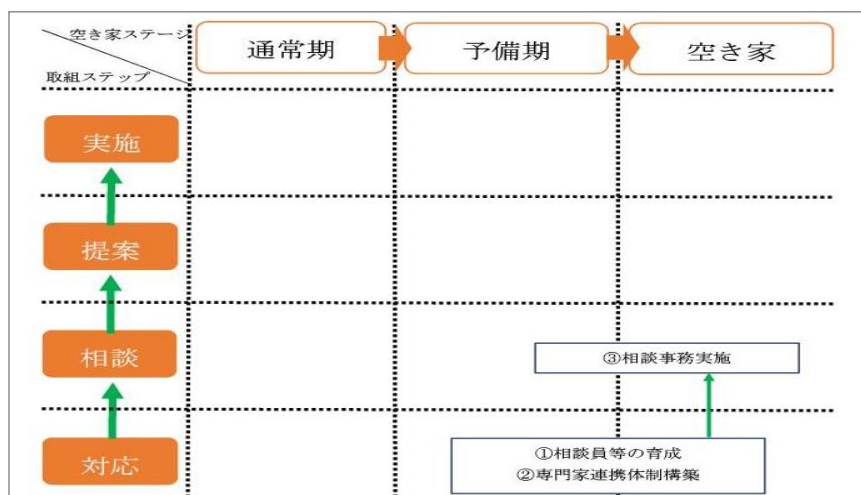 空き家ステージ
取組ステップ
通常期
予備期
空き家
実施
提案
相談
③相談事務実施
対応
①相談員等の育成
②専門家連携体制構築